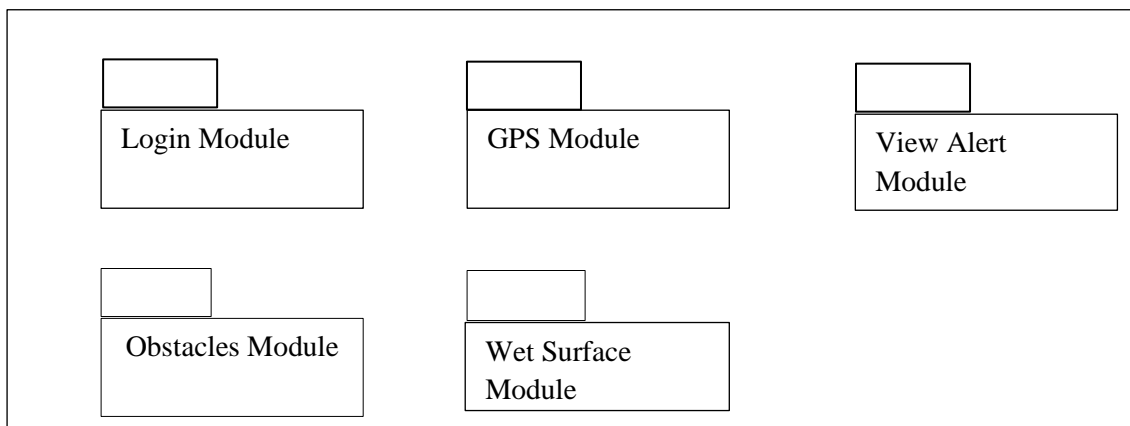 Login Module
GPS Module
View Alert
Module
Obstacles Module
Wet Surface
Module